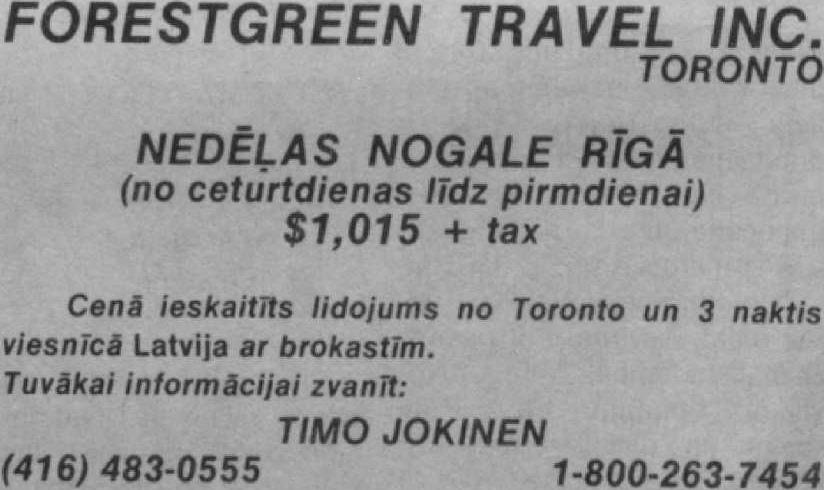 FORESTGREEN TRAVEL INC.
TORONTO
NEDĒĻAS NOGALE RĪGĀ
(no ceturtdienas līdz pirmdienai)
$1,015 + tax
Cenā ieskaitīts lidojums no Toronto un 3 naktis
viesnīcā Latvija ar brokastīm.
Tuvākai informācijai zvanīt:
TIMO JOKINEN
(416) 483-0555 1-800-263-7454